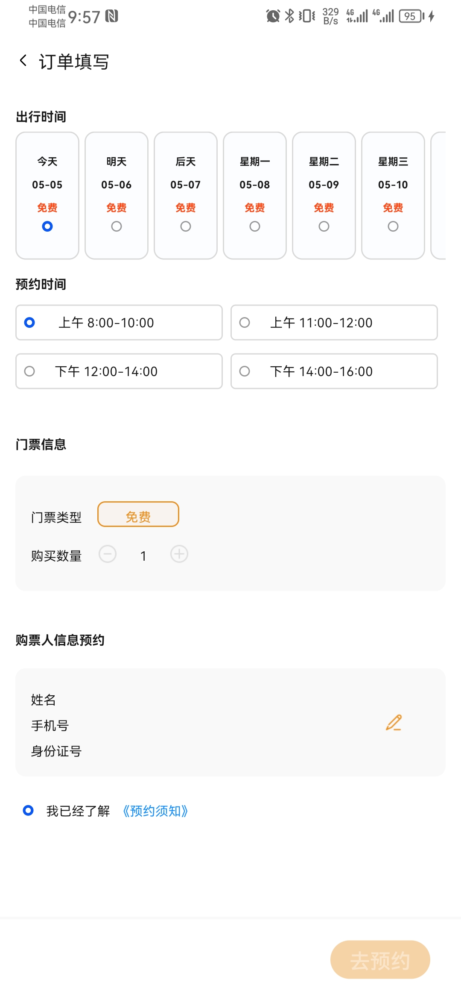 中国电信
中国电信
9:57
329
B/s
4G
4G
95
订单填写
出行时间
今天 明天 后天 星期一 星期二 星期三
05-05 05-06 05-07 05-08 05-09 05-10
免费 免费 免费 免费 免费 免费
预约时间
上午 8:00-10:00
上午 11:00-12:00
下午 12:00-14:00
下午 14:00-16:00
门票信息
门票类型 免费
购买数量 1
购票人信息预约
姓名
手机号
身份证号
我已经了解 《预约须知》
去预约